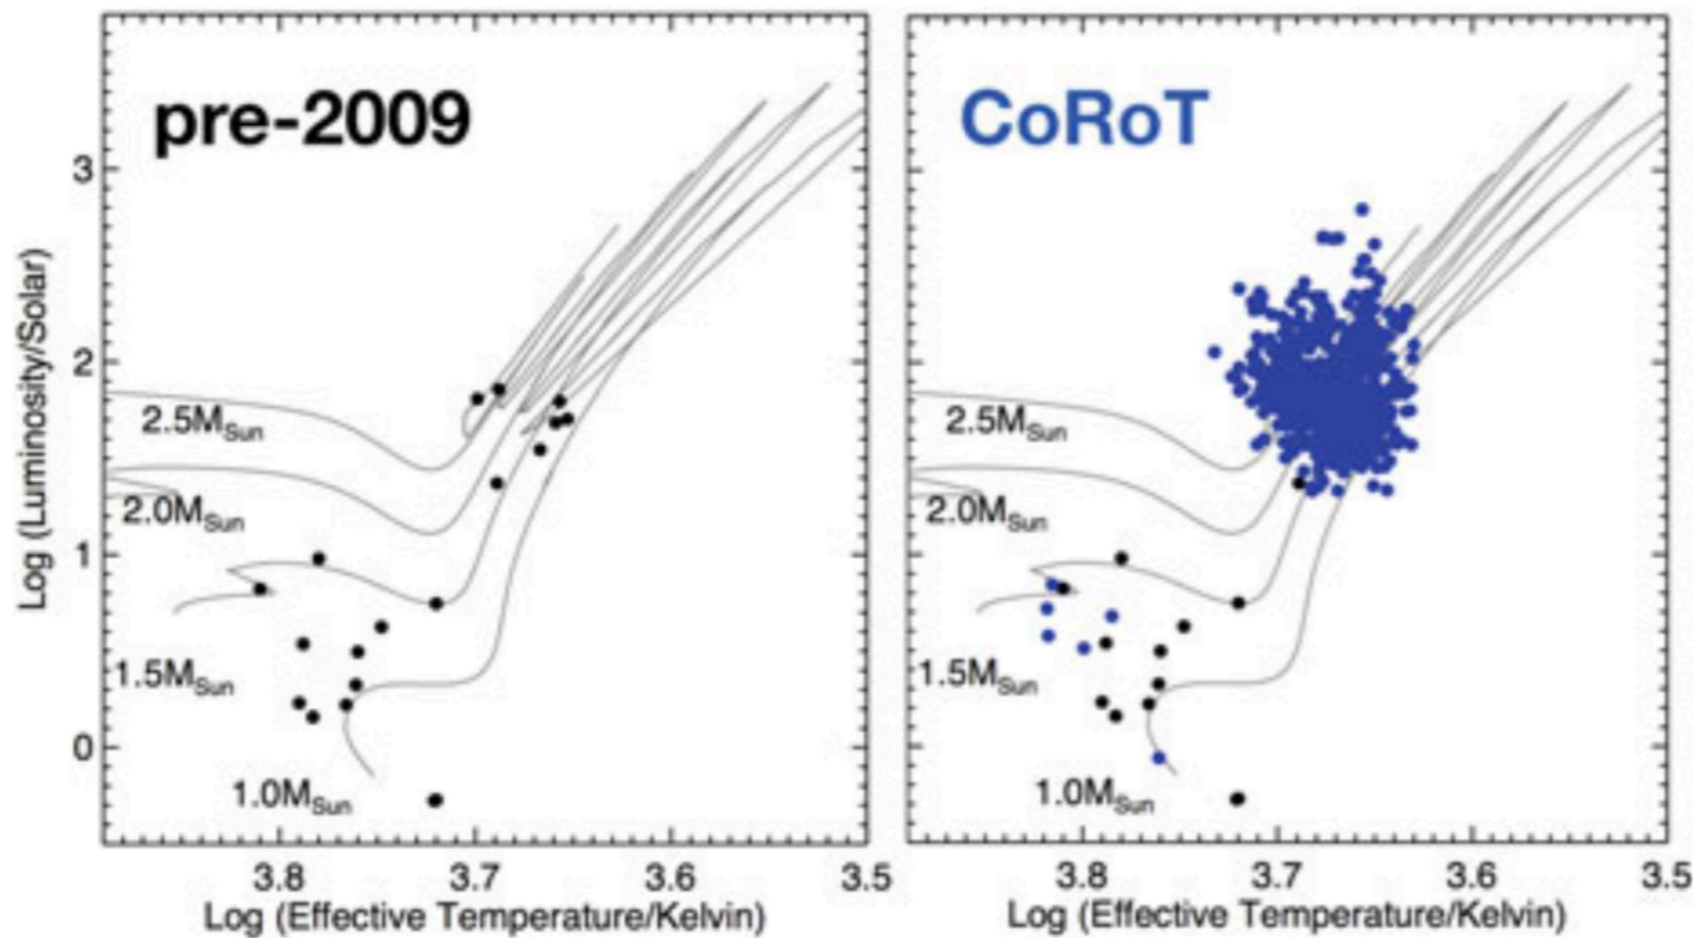 pre-2009
CoRoT
3
2
1
0
Log (Luminosity/Solar)
2.5MSun
2.0MSun
1.5MSun
1.0MSun
2.5MSun
2.0MSun
1.5MSun
1.0MSun
3.8 3.7 3.6 3.5
3.8 3.7 3.6 3.5
Log (Effective Temperature/Kelvin)
Log (Effective Temperature/Kelvin)